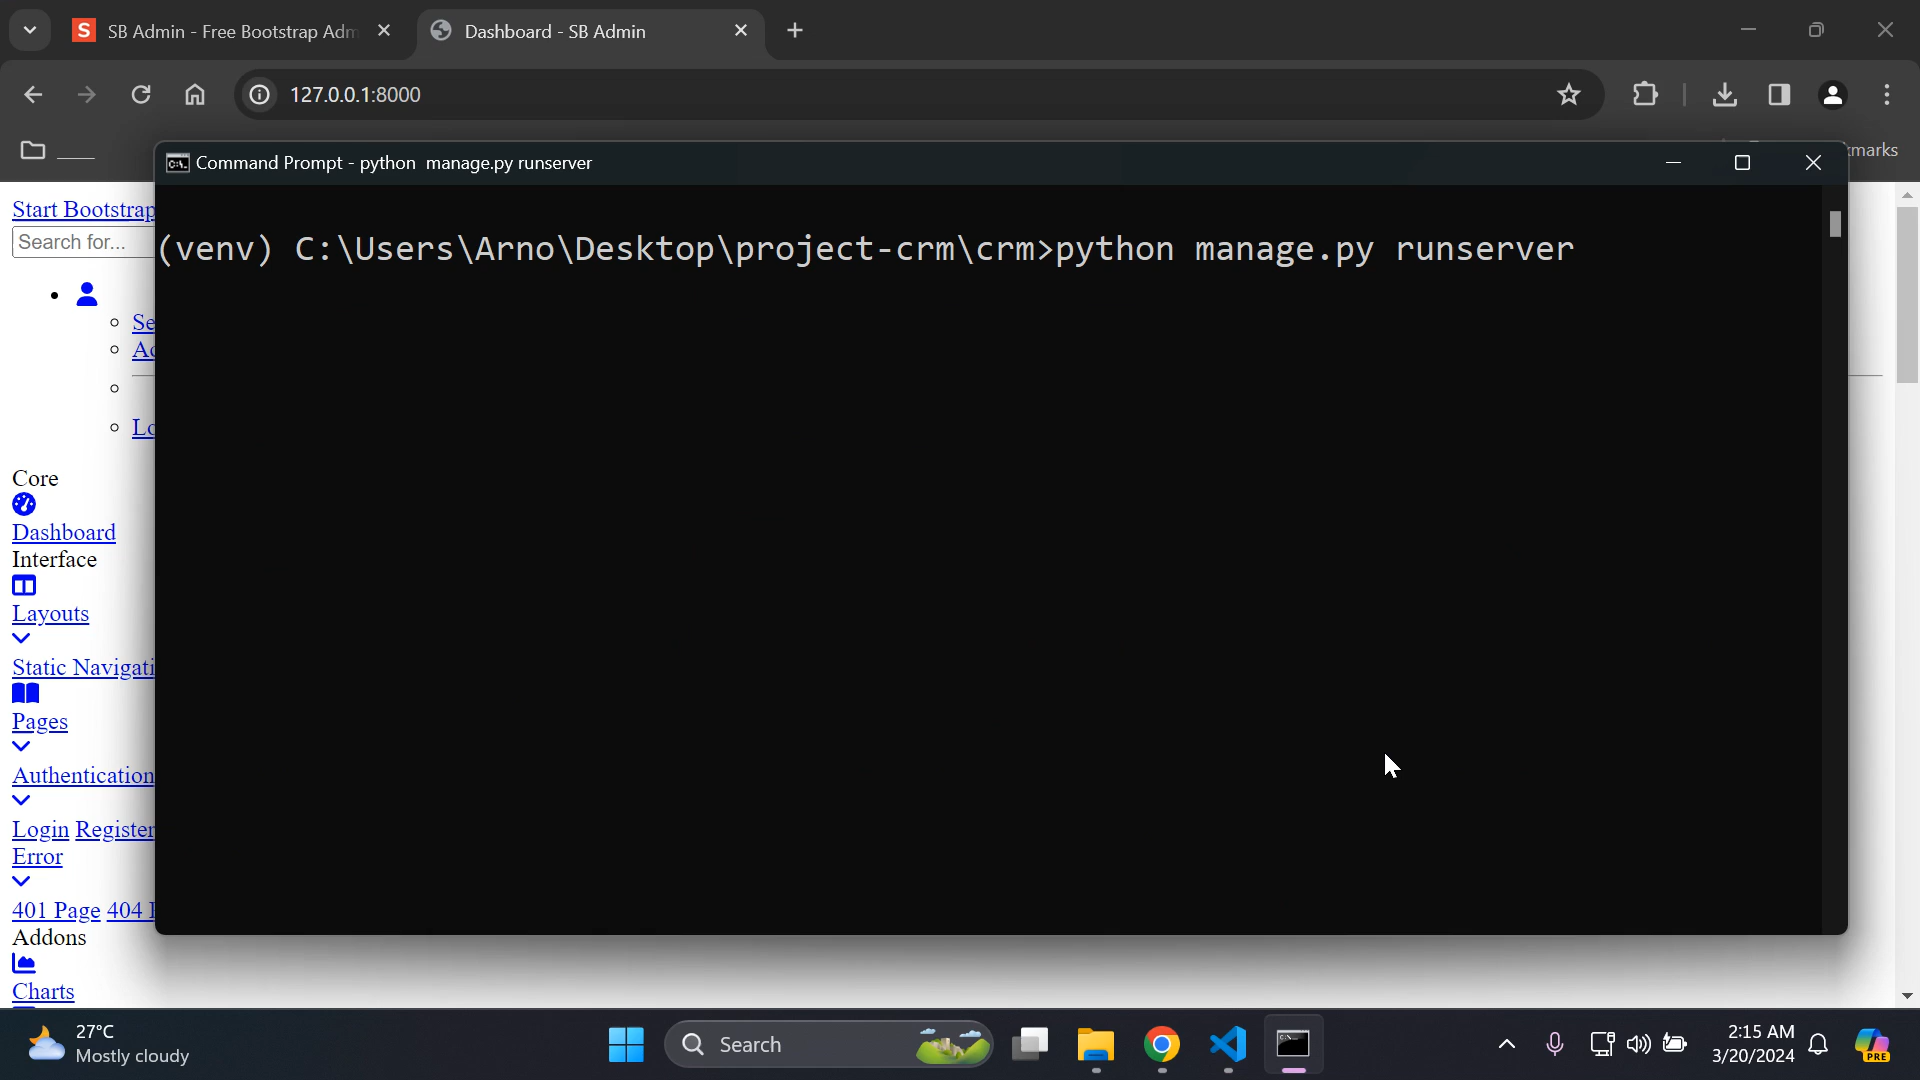 SB Admin - Free Bootstrap Adm
Dashboard - SB Admin
127.0.0.1:8000
Command Prompt - python  manage.py runserver
(venv) C:\Users\Arno\Desktop\project-crm\crm>python manage.py runserver
Start Bootstrap
Search for...
Core
Dashboard
Interface
Layouts
Static
Pages
Authentication
Login Register
Error
401 Page 404
Addons
Charts
27°C
Mostly cloudy
Search
2:15 AM
3/20/2024
PRE